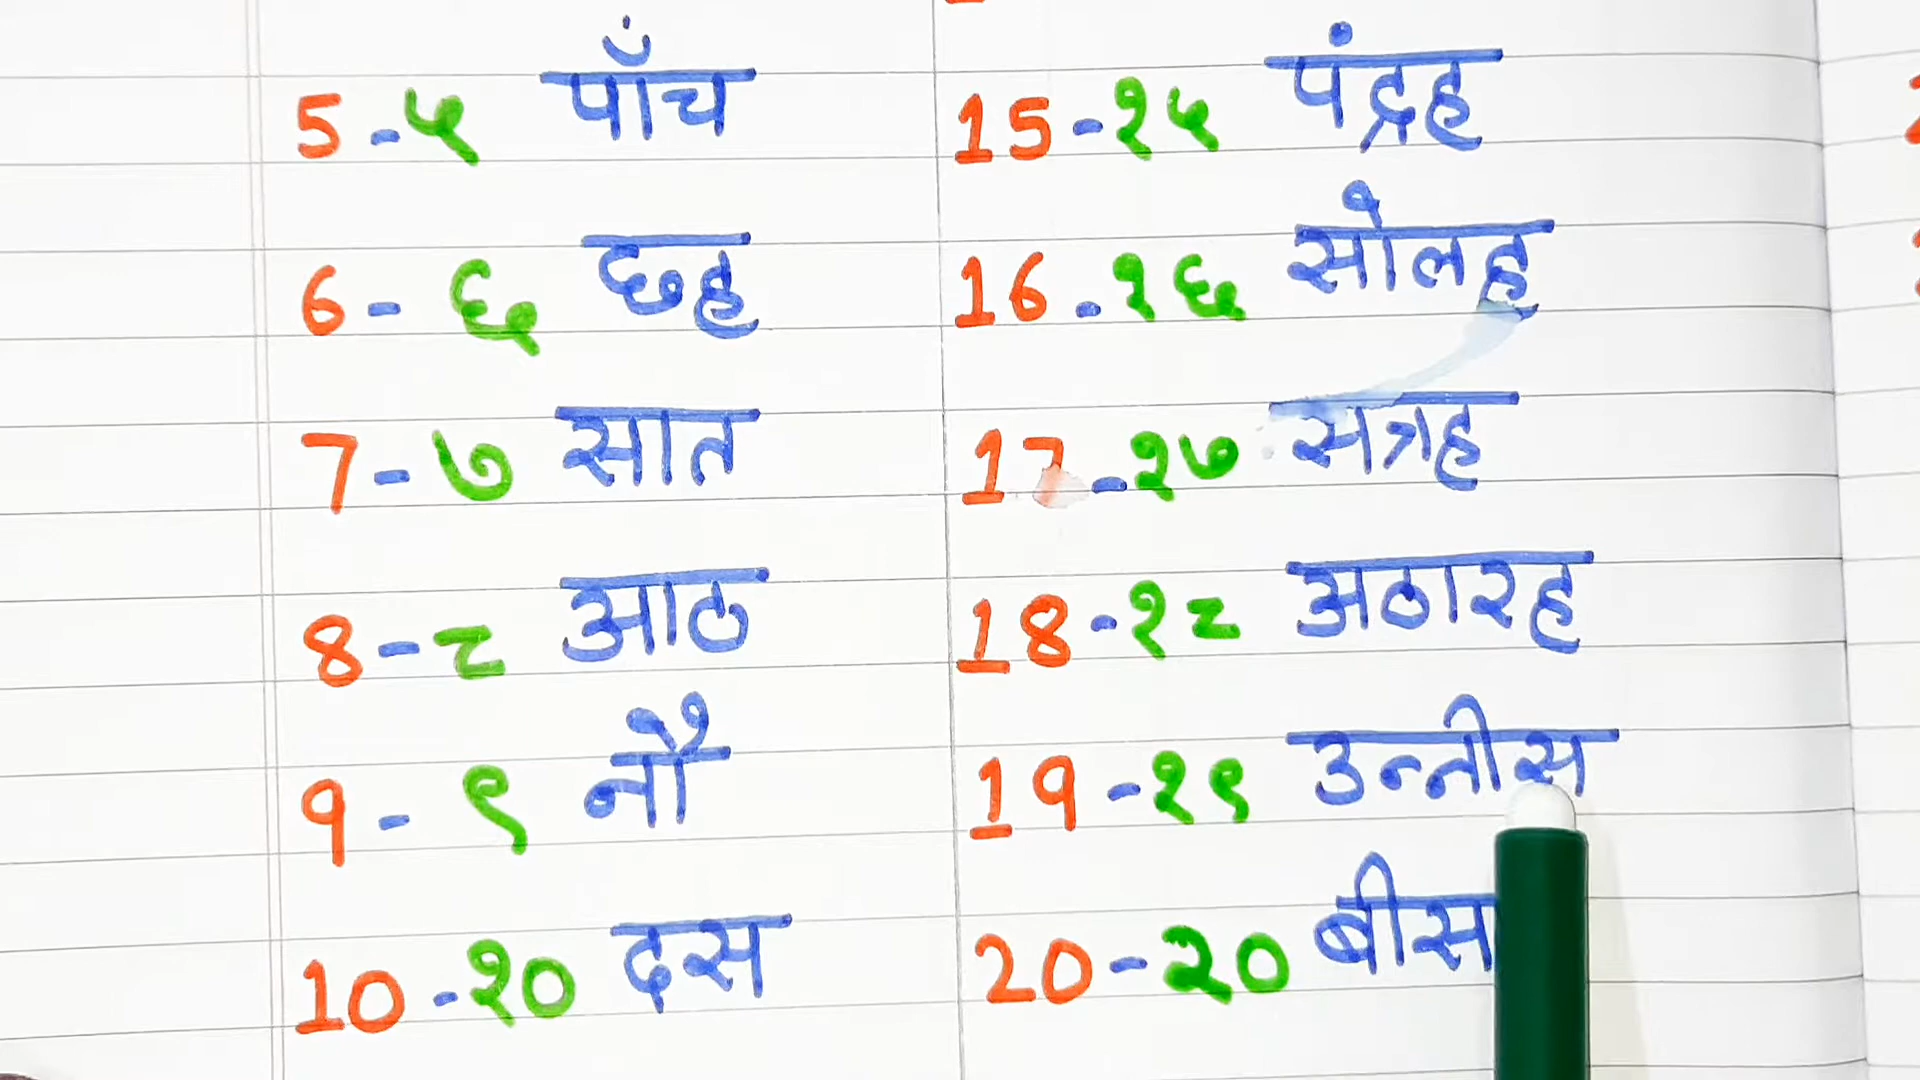 5 - ५ पाँच
6 - ६ छह
7 - ७ सात
8 - ८ आठ
9 - ९ नौ
10 - १० दस
15 - १५ पंद्रह
16 - १६ सोलह
17 - १७ सत्रह
18 - १८ अठारह
19 - १९ उन्नीस
20 - २० बीस